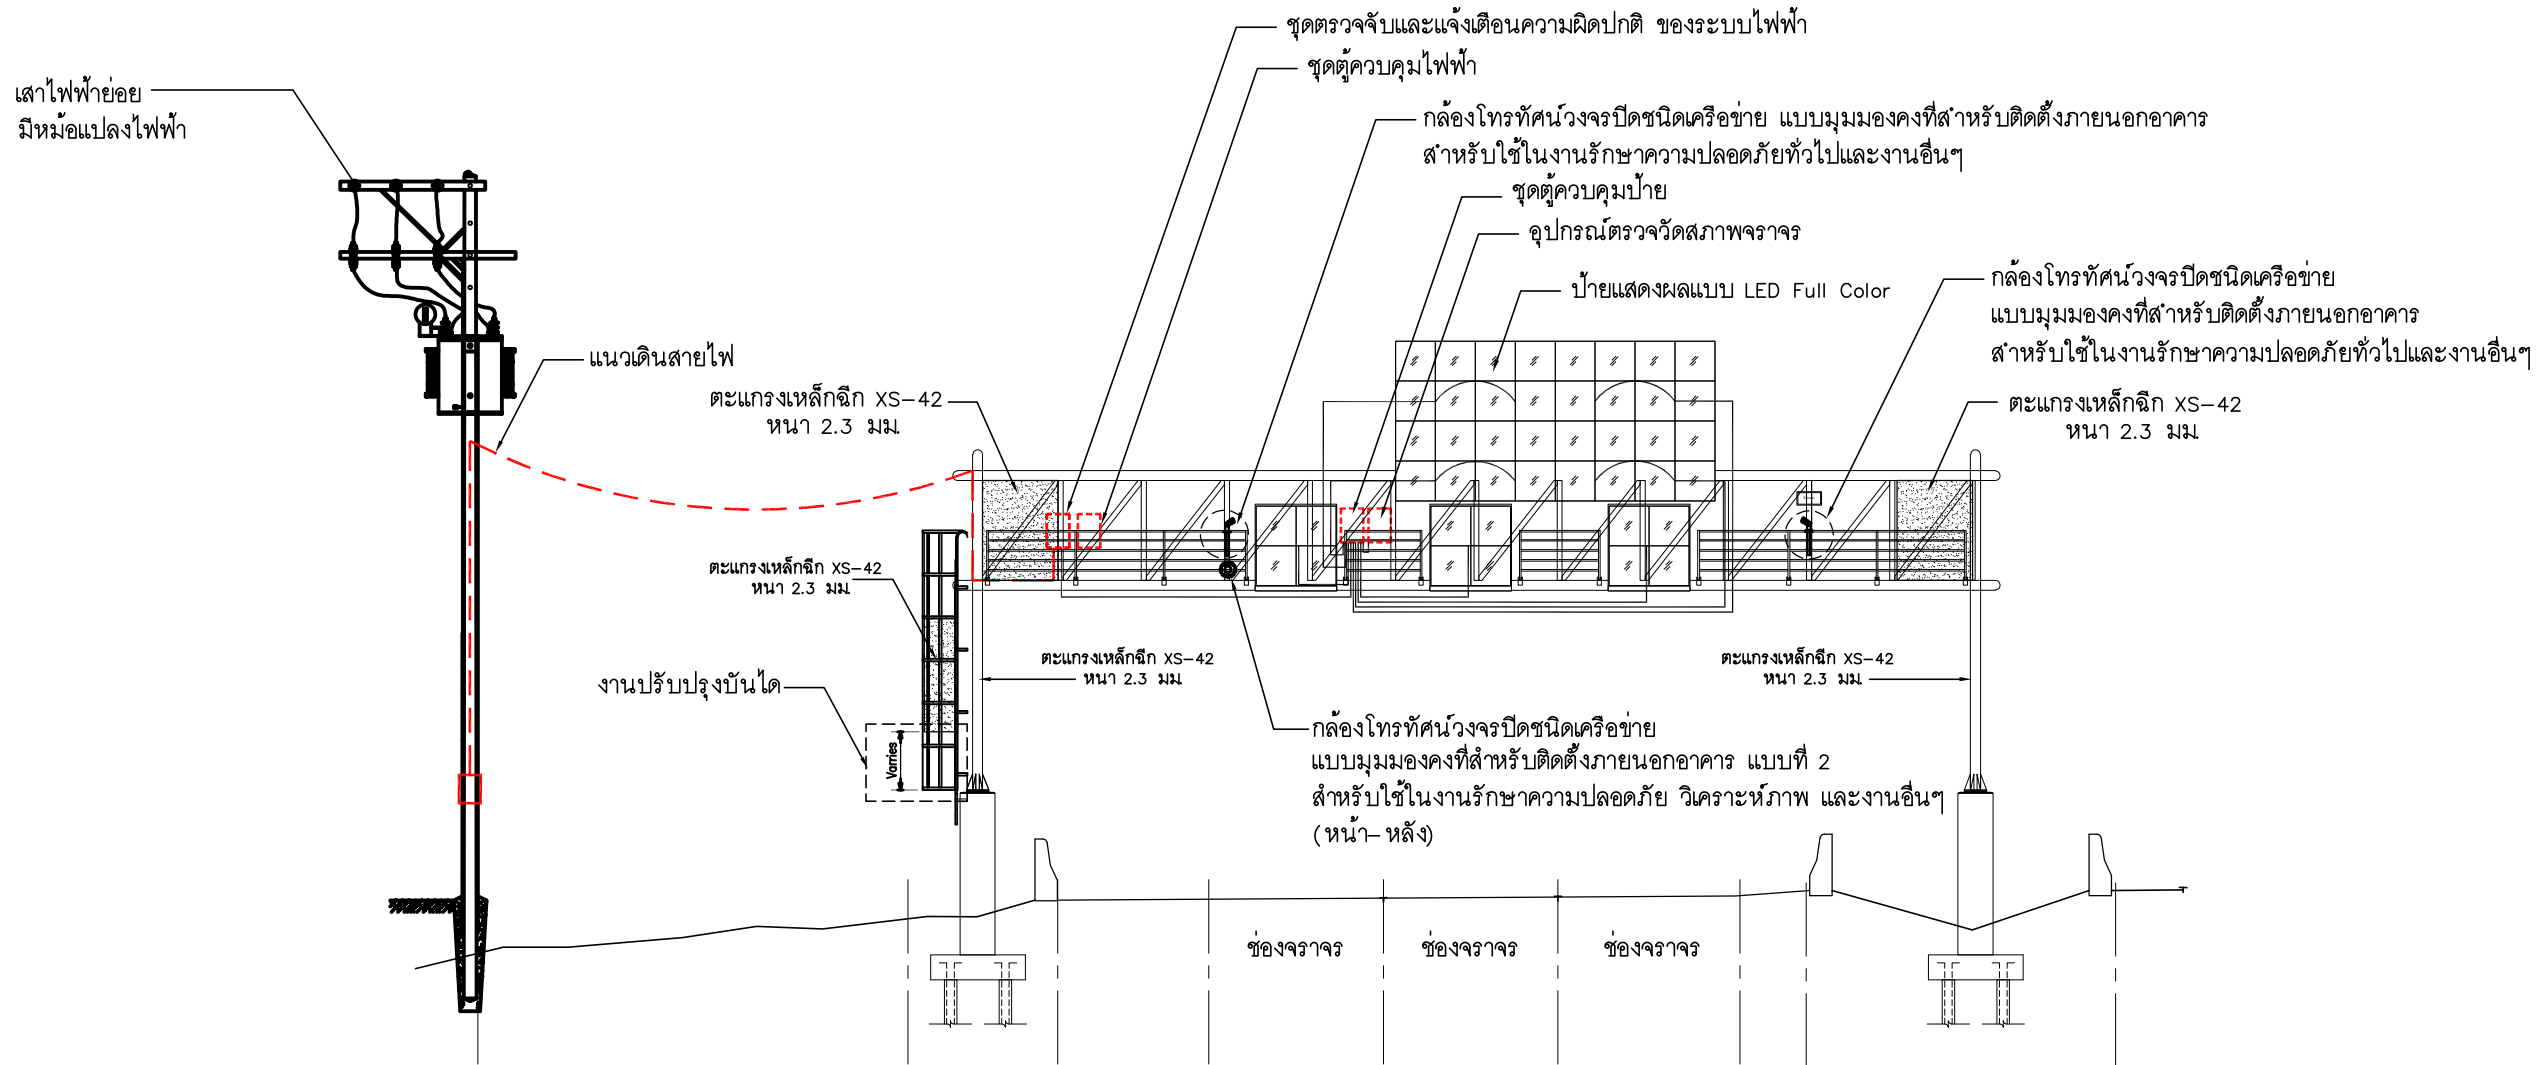 ชุดตรวจจับและแจ้งเตือนความผิดปกติ ของระบบไฟฟ้า
ชุดตู้ควบคุมไฟฟ้า
เสาไฟฟ้าย่อย
มีหม้อแปลงไฟฟ้า
กล้องโทรทัศน์วงจรปิดชนิดเครือข่าย แบบมุมมองคงที่สำหรับติดตั้งภายนอกอาคาร
สำหรับใช้ในงานรักษาความปลอดภัยทั่วไปและงานอื่นๆ
ชุดตู้ควบคุมป้าย
อุปกรณ์ตรวจวัดสภาพจราจร
ป้ายแสดงผลแบบ LED Full Color
กล้องโทรทัศน์วงจรปิดชนิดเครือข่าย
แบบมุมมองคงที่สำหรับติดตั้งภายนอกอาคาร
สำหรับใช้ในงานรักษาความปลอดภัยทั่วไปและงานอื่นๆ
แนวเดินสายไฟ
ตะแกรงเหล็กฉีก XS-42
หนา 2.3 มม.
ตะแกรงเหล็กฉีก XS-42
หนา 2.3 มม.
ตะแกรงเหล็กฉีก XS-42
หนา 2.3 มม.
ตะแกรงเหล็กฉีก XS-42
หนา 2.3 มม.
ตะแกรงเหล็กฉีก XS-42
หนา 2.3 มม.
งานปรับปรุงบันได
Varries
กล้องโทรทัศน์วงจรปิดชนิดเครือข่าย
แบบมุมมองคงที่สำหรับติดตั้งภายนอกอาคาร แบบที่ 2
สำหรับใช้ในงานรักษาความปลอดภัย วิเคราะห์ภาพ และงานอื่นๆ
(หน้า-หลัง)
ช่องจราจร
ช่องจราจร
ช่องจราจร